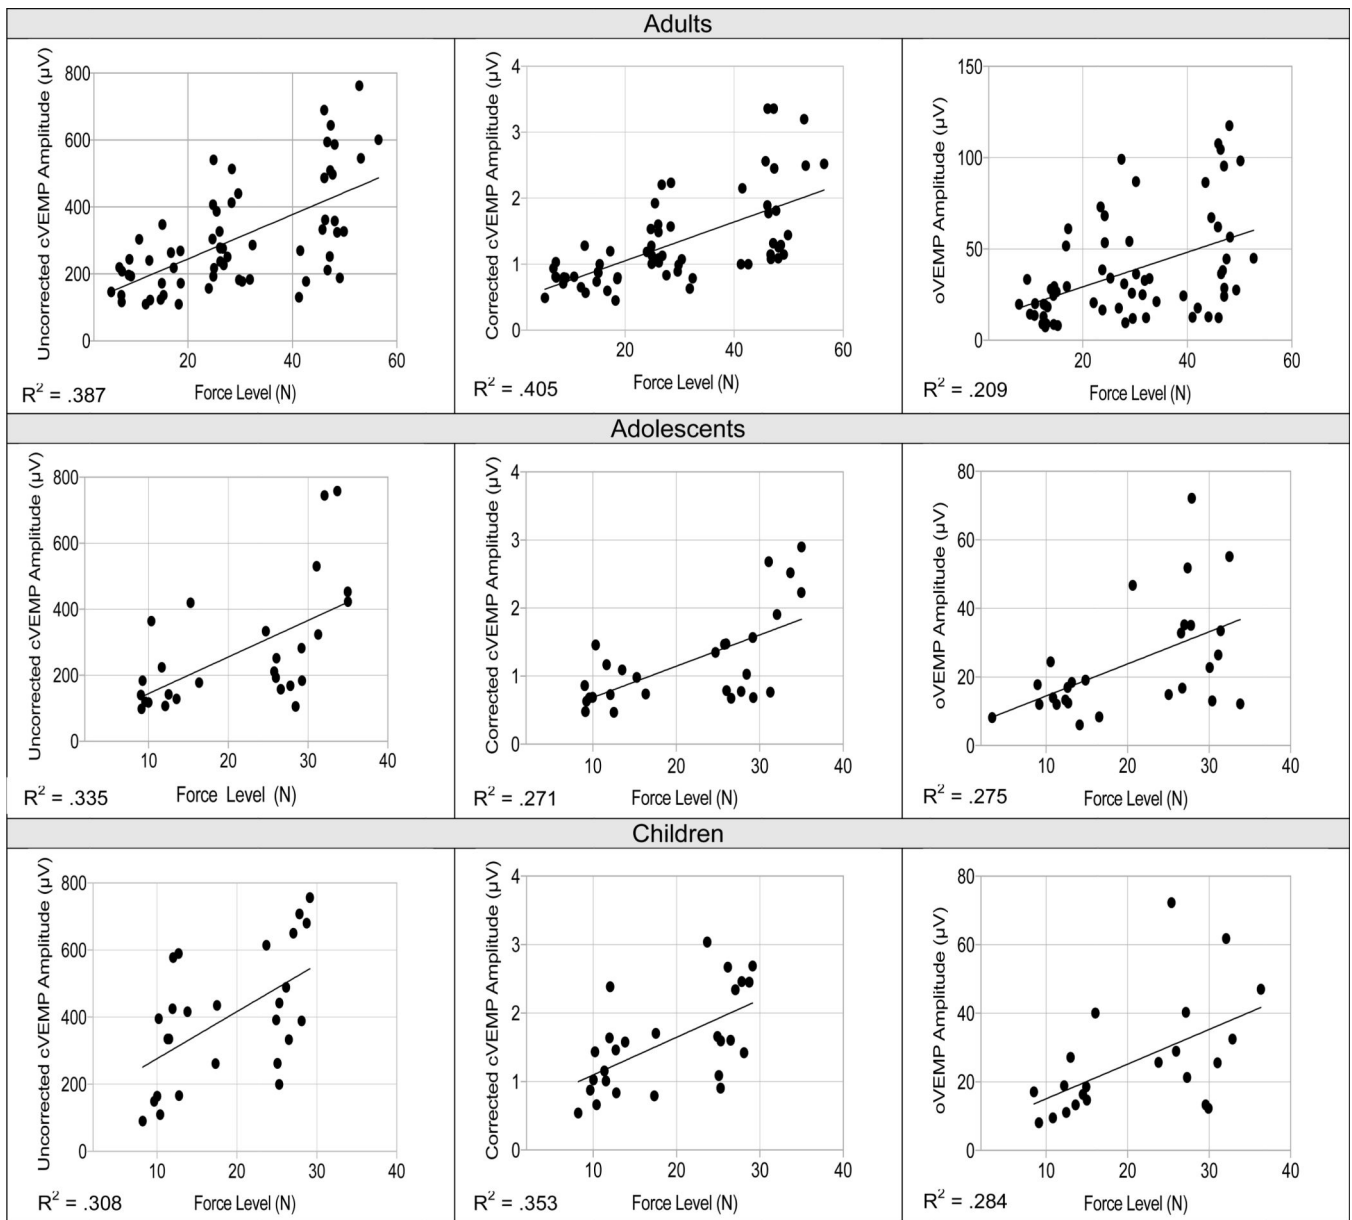 Adults
Uncorrected cVEMP Amplitude (µV)
800
600
400
200
0
20
40
60
R² = .387
Force Level (N)
Corrected cVEMP Amplitude (µV)
4
3
2
1
0
20
40
60
R² = .405
Force Level (N)
oVEMP Amplitude (µV)
150
100
50
0
20
40
60
R² = .209
Force Level (N)
Adolescents
Uncorrected cVEMP Amplitude (µV)
800
600
400
200
0
10
20
30
40
R² = .335
Force Level (N)
Corrected cVEMP Amplitude (µV)
4
3
2
1
0
10
20
30
40
R² = .271
Force Level (N)
oVEMP Amplitude (µV)
80
60
40
20
0
10
20
30
40
R² = .275
Force Level (N)
Children
Uncorrected cVEMP Amplitude (µV)
800
600
400
200
0
10
20
30
40
R² = .308
Force Level (N)
Corrected cVEMP Amplitude (µV)
4
3
2
1
0
10
20
30
40
R² = .353
Force Level (N)
oVEMP Amplitude (µV)
80
60
40
20
0
10
20
30
40
R² = .284
Force Level (N)